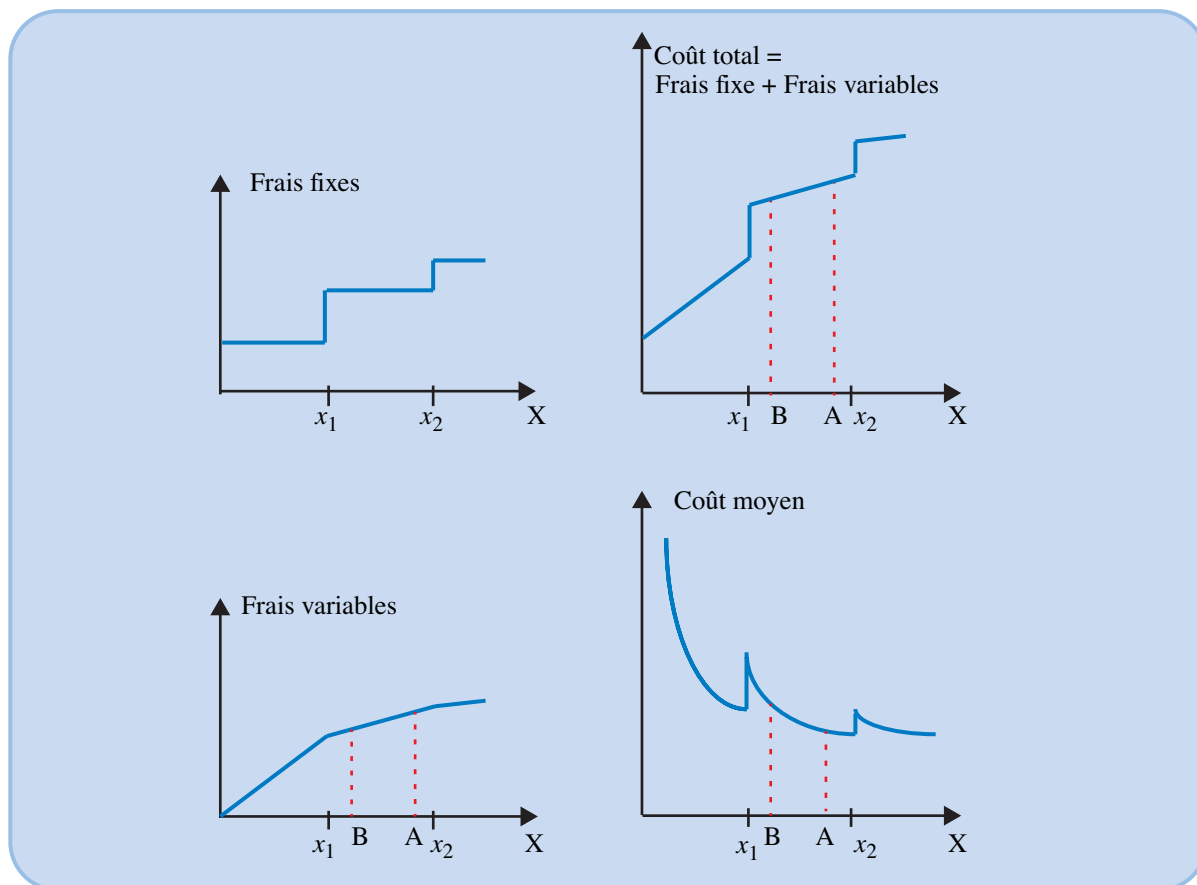 Frais fixes
x1 x2 X
Coût total =
Frais fixe + Frais variables
x1 B A x2 X
Frais variables
x1 B A x2 X
Coût moyen
x1 B A x2 X